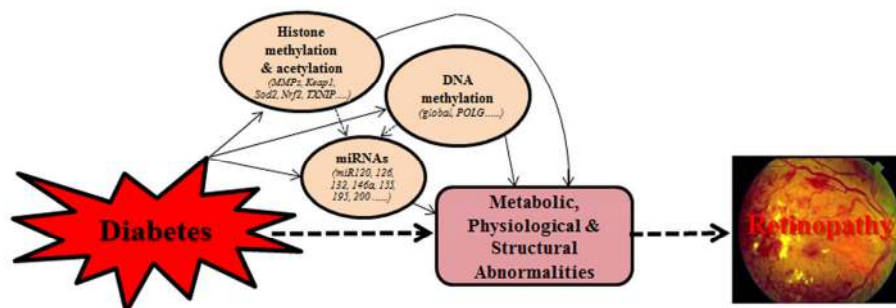 Histone
methylation
& acetylation
(MMPs, Keap1,
Sod2, Nrf2, TXNIP.....)
DNA
methylation
(global, POLG......)
miRNAs
(miR120, 126,
132, 146a, 155,
195, 200......)
Diabetes
Metabolic,
Physiological &
Structural
Abnormalities
Retinopathy